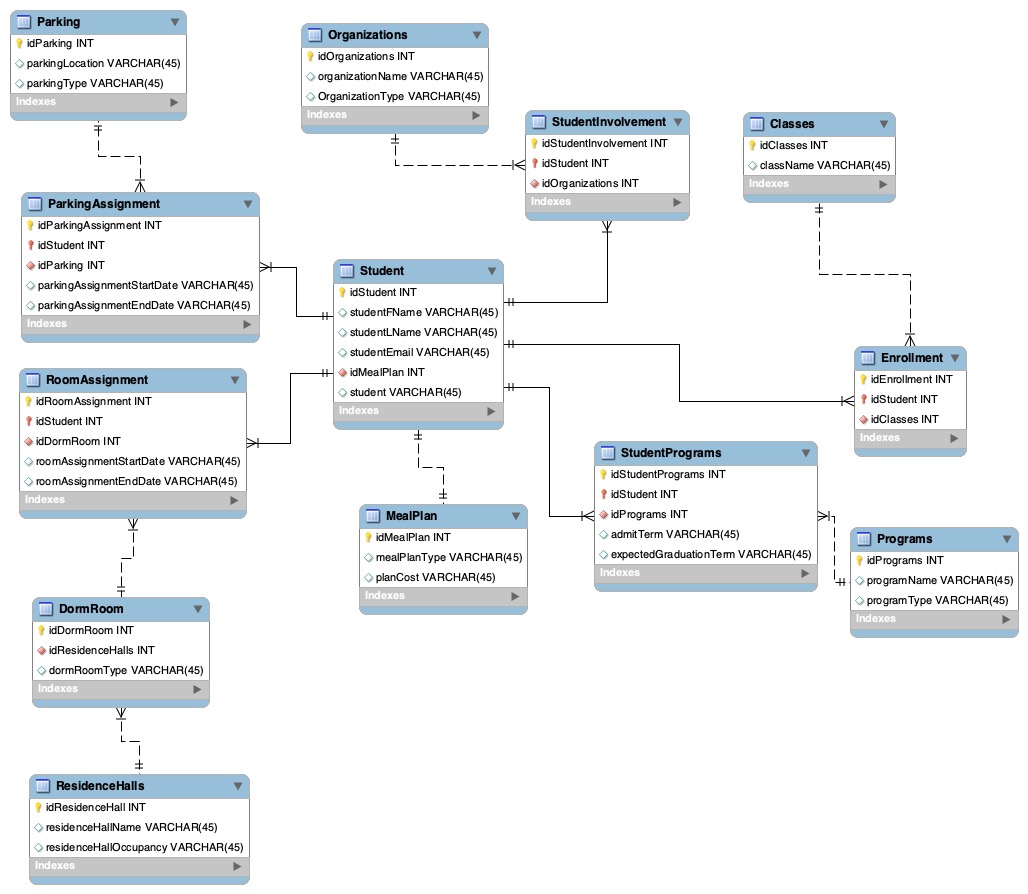 Parking
idParking INT
parkingLocation VARCHAR(45)
parkingType VARCHAR(45)
Indexes
Organizations
idOrganizations INT
organizationName VARCHAR(45)
OrganizationType VARCHAR(45)
Indexes
StudentInvolvement
idStudentInvolvement INT
idStudent INT
idOrganizations INT
Indexes
Classes
idClasses INT
className VARCHAR(45)
Indexes
ParkingAssignment
idParkingAssignment INT
idStudent INT
idParking INT
parkingAssignmentStartDate VARCHAR(45)
parkingAssignmentEndDate VARCHAR(45)
Indexes
Student
idStudent INT
studentFName VARCHAR(45)
studentLName VARCHAR(45)
studentEmail VARCHAR(45)
idMealPlan INT
student VARCHAR(45)
Indexes
Enrollment
idEnrollment INT
idStudent INT
idClasses INT
Indexes
RoomAssignment
idRoomAssignment INT
idStudent INT
idDormRoom INT
roomAssignmentStartDate VARCHAR(45)
roomAssignmentEndDate VARCHAR(45)
Indexes
StudentPrograms
idStudentPrograms INT
idStudent INT
idPrograms INT
admitTerm VARCHAR(45)
expectedGraduationTerm VARCHAR(45)
Indexes
MealPlan
idMealPlan INT
mealPlanType VARCHAR(45)
planCost VARCHAR(45)
Indexes
Programs
idPrograms INT
programName VARCHAR(45)
programType VARCHAR(45)
Indexes
DormRoom
idDormRoom INT
idResidenceHalls INT
dormRoomType VARCHAR(45)
Indexes
ResidenceHalls
idResidenceHall INT
residenceHallName VARCHAR(45)
residenceHallOccupancy VARCHAR(45)
Indexes